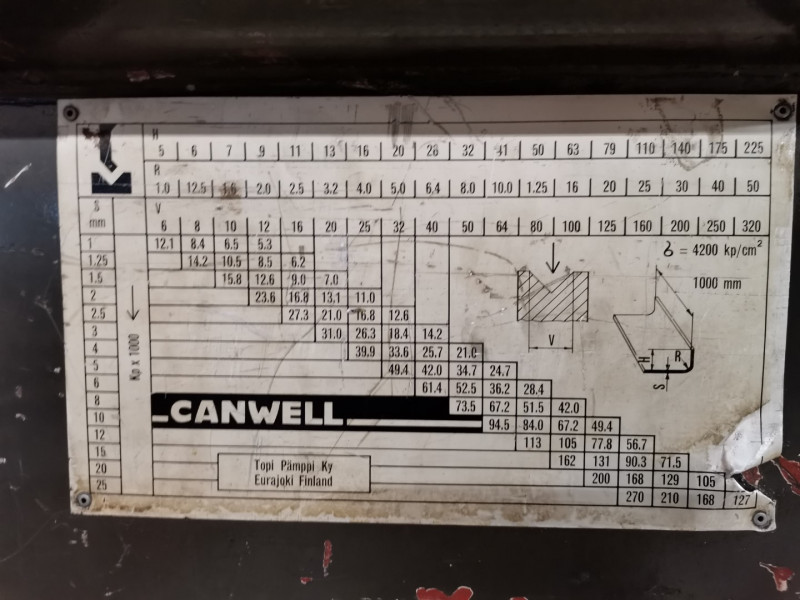 H
5 6 7 9 11 13 16 20 28 32 41 50 63 79 110 140 175 225
R
1.0 12.5 1.6 2.0 2.5 3.2 4.0 5.0 6.4 8.0 10.0 1.25 16 20 25 30 40 50
S mm V
6 8 10 12 16 20 25 32 40 50 64 80 100 125 160 200 250 320
1 12.1 8.4 6.5 5.3
1.25 14.2 10.5 8.5 6.2
1.5 15.8 12.6 9.0 7.0
2 23.6 16.8 13.1 11.0
2.5 27.3 21.0 16.8 12.6
3 31.0 26.3 18.4 14.2
4 39.9 33.6 25.7 21.0
5 49.4 42.0 34.7 24.7
6 61.4 52.5 36.2 28.4
8 73.5 67.2 51.5 42.0
10 94.5 84.0 67.2 49.4
12 113 105 77.8 56.7
15 162 131 90.3 71.5
20 200 168 129 105
25 270 210 168 127
Kp x 1000
CANWELL
Topi Pämppi Ky
Eurajoki Finland
= 4200 kp/cm²
1000 mm
V
H
R
S